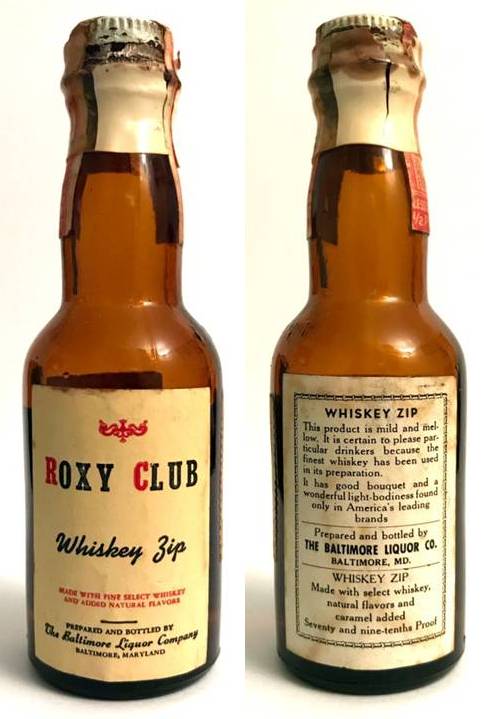 ROXY CLUB
Whiskey Zip
MADE WITH FINE SELECT WHISKEY
AND ADDED NATURAL FLAVORS
PREPARED AND BOTTLED BY
The Baltimore Liquor Company
BALTIMORE, MARYLAND
WHISKEY ZIP
This product is mild and mel-
low. It is certain to please par-
ticular drinkers because the
finest whiskey has been used
in its preparation.
It has good bouquet and a
wonderful light-bodiness found
only in America's leading
brands
Prepared and bottled by
THE BALTIMORE LIQUOR CO.
BALTIMORE, MD.
WHISKEY ZIP
Made with select whiskey,
natural flavors and
caramel added
Seventy and nine-tenths Proof